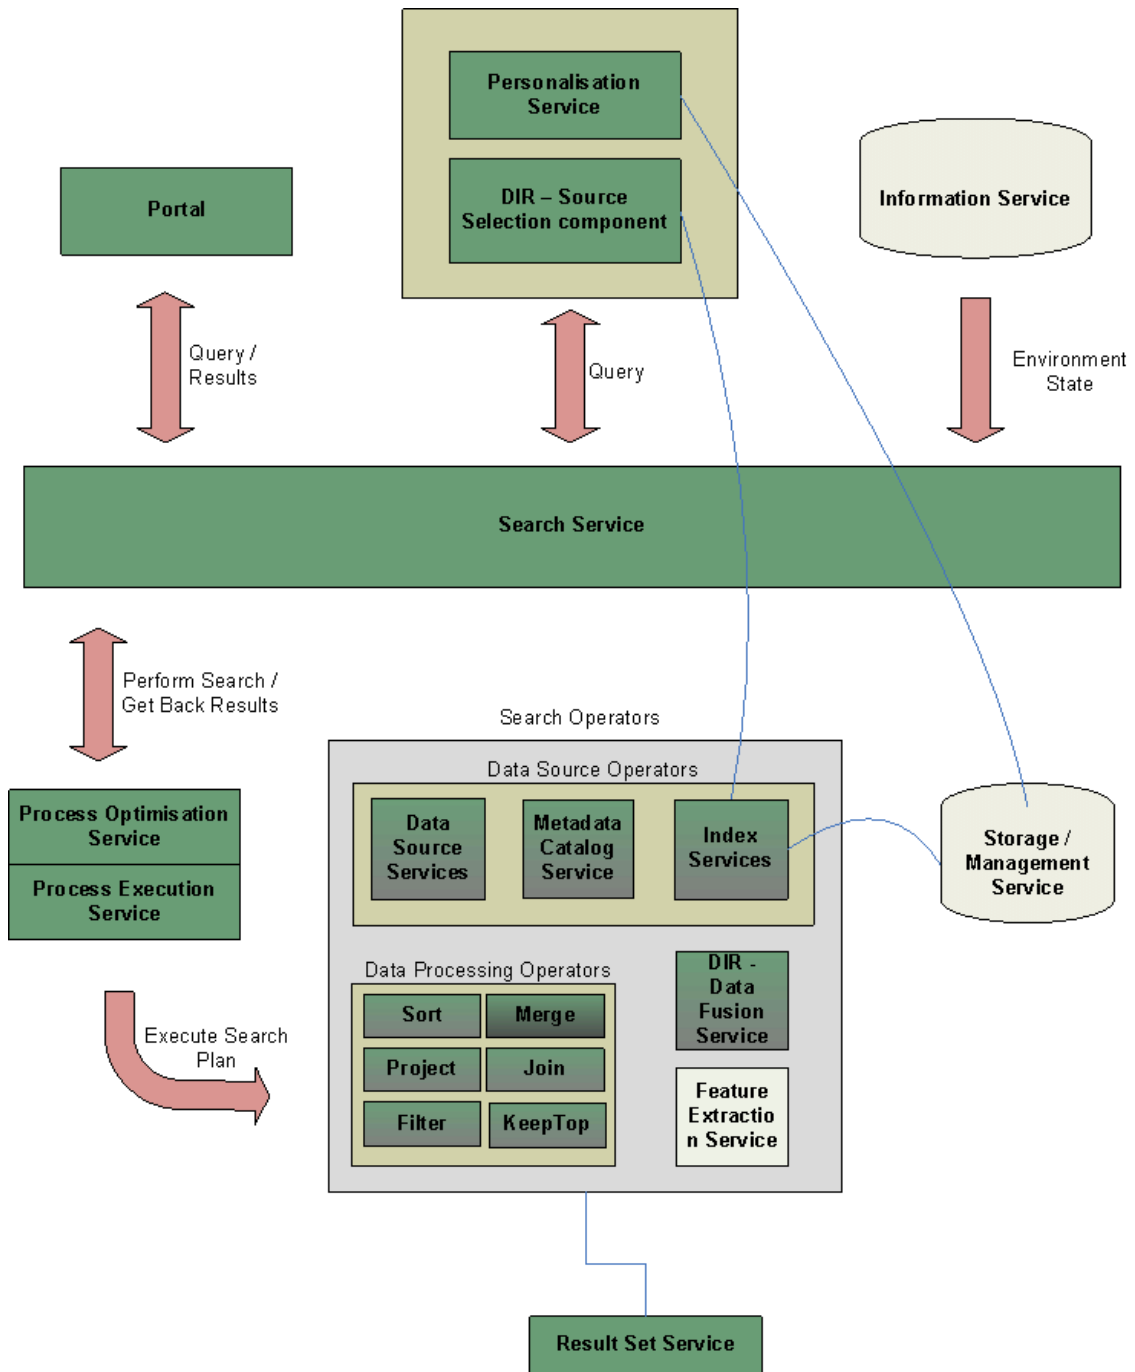 Personalisation
Service
DIR – Source
Selection component
Portal
Information Service
Query /
Results
Query
Environment
State
Search Service
Perform Search /
Get Back Results
Search Operators
Data Source Operators
Process Optimisation
Service
Process Execution
Service
Data
Source
Services
Metadata
Catalog
Service
Index
Services
Storage /
Management
Service
Data Processing Operators
Sort
Merge
Project
Join
Filter
KeepTop
DIR -
Data
Fusion
Service
Feature
Extractio
n Service
Execute Search
Plan
Result Set Service